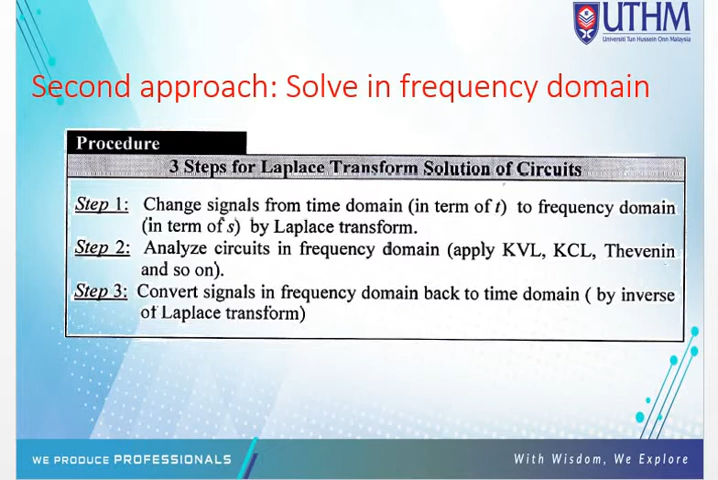 UTHM
Universiti Tun Hussein Onn Malaysia
Second approach: Solve in frequency domain
Procedure
3 Steps for Laplace Transform Solution of Circuits
Step 1: Change signals from time domain (in term of t) to frequency domain
(in term of s) by Laplace transform.
Step 2: Analyze circuits in frequency domain (apply KVL, KCL, Thevenin
and so on).
Step 3: Convert signals in frequency domain back to time domain ( by inverse
of Laplace transform)
WE PRODUCE PROFESSIONALS
With Wisdom, We Explore